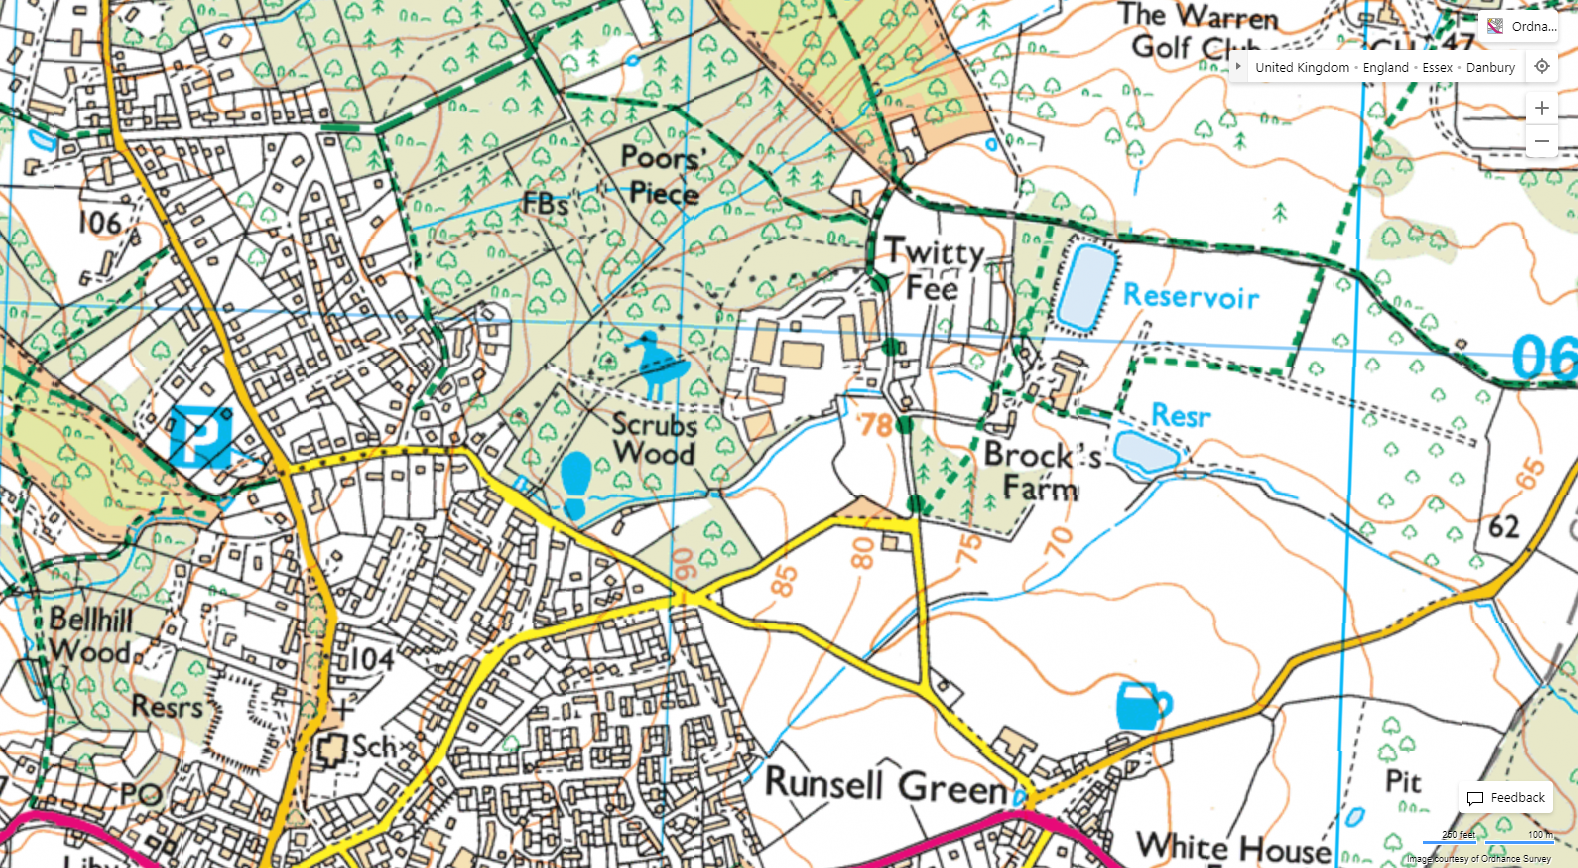 The Warren
Golf Club
Ordna...
47
United Kingdom • England • Essex • Danbury
Poors'
Piece
FBs
106
Twitty
Fee
Reservoir
06
P
Scrubs
Wood
78
Resr
Brock's
Farm
65
62
90
85
80
75
70
Bellhill
Wood
104
Resrs
Sch
Runsell Green
Pit
PO
Feedback
250 feet
100 m
White House
Image courtesy of Ordnance Survey